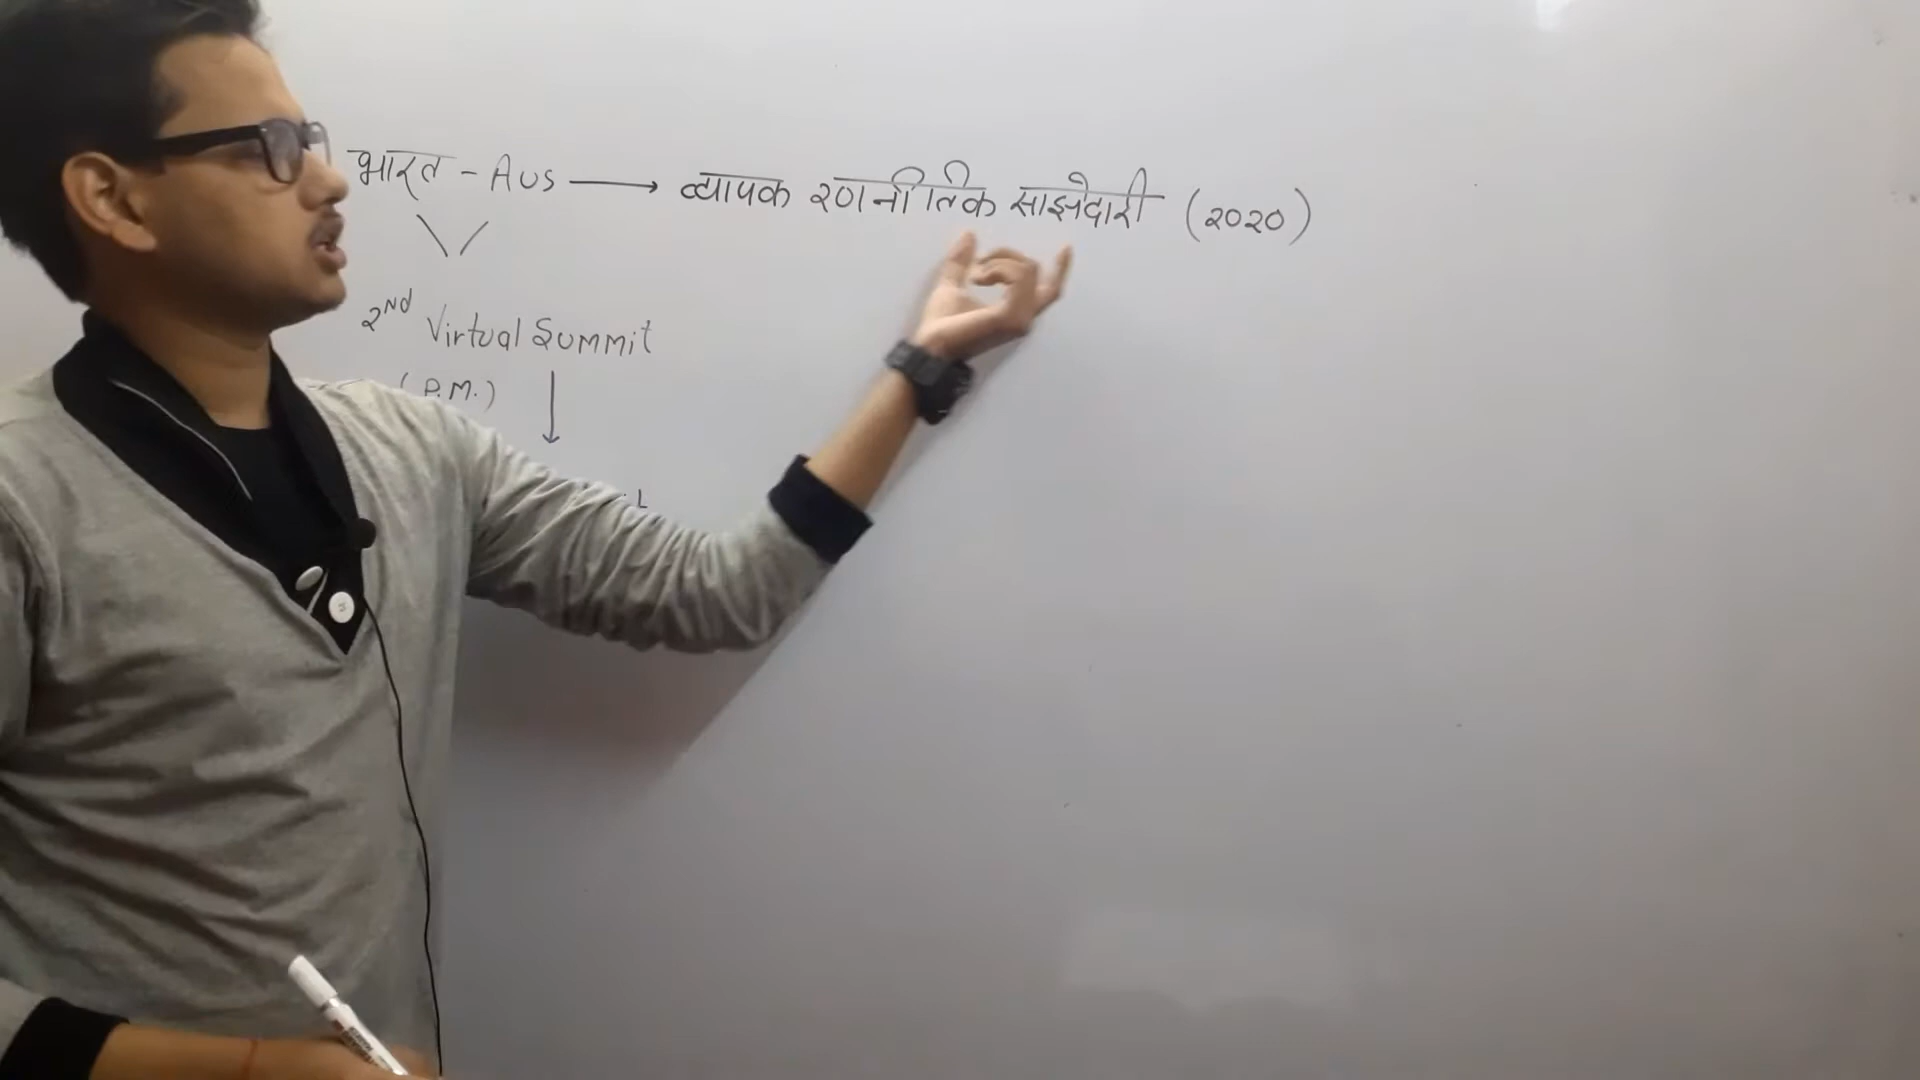 भारत - Aus → व्यापक रणनीतिक साझेदारी (2020)
2nd Virtual Summit
(P.M.)